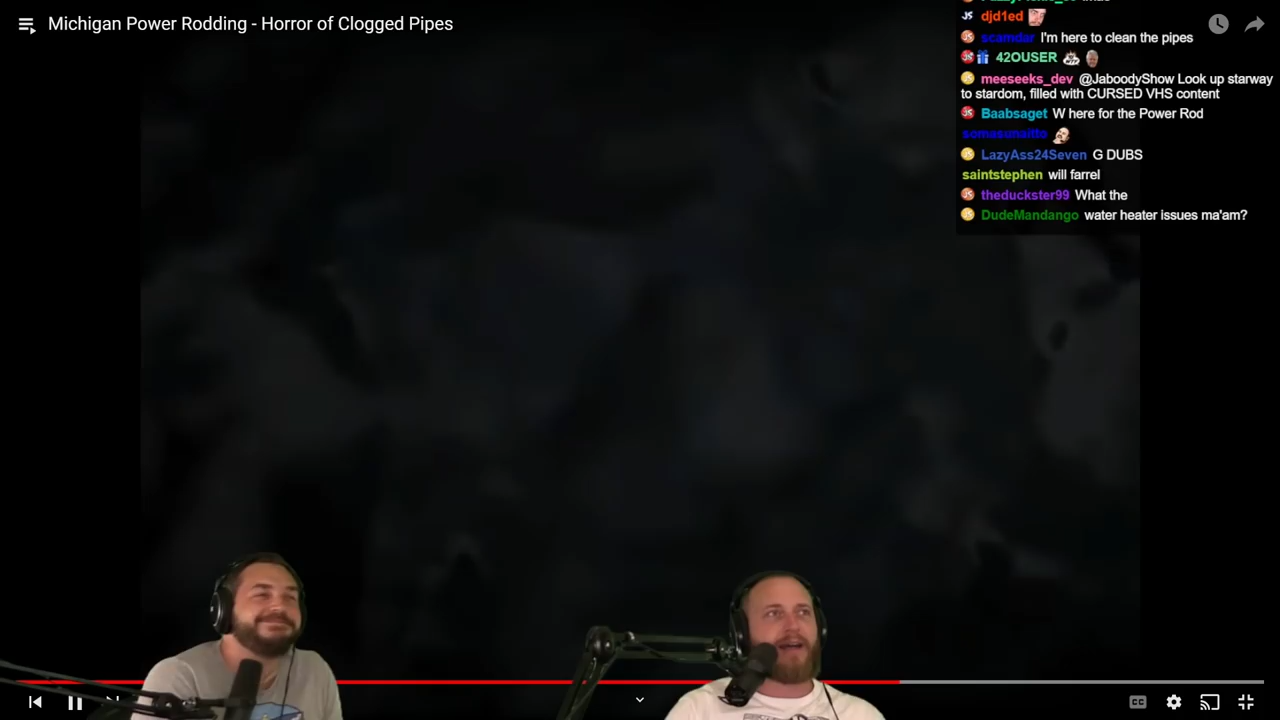 Michigan Power Rodding - Horror of Clogged Pipes
djd1ed
scamdar I'm here to clean the pipes
42OUSER
meeseeks_dev @JaboodyShow Look up starway
to stardom, filled with CURSED VHS content
Baabsaget W here for the Power Rod
somasunaitto
LazyAss24Seven G DUBS
saintstephen will farrel
theduckster99 What the
DudeMandango water heater issues ma'am?
CC